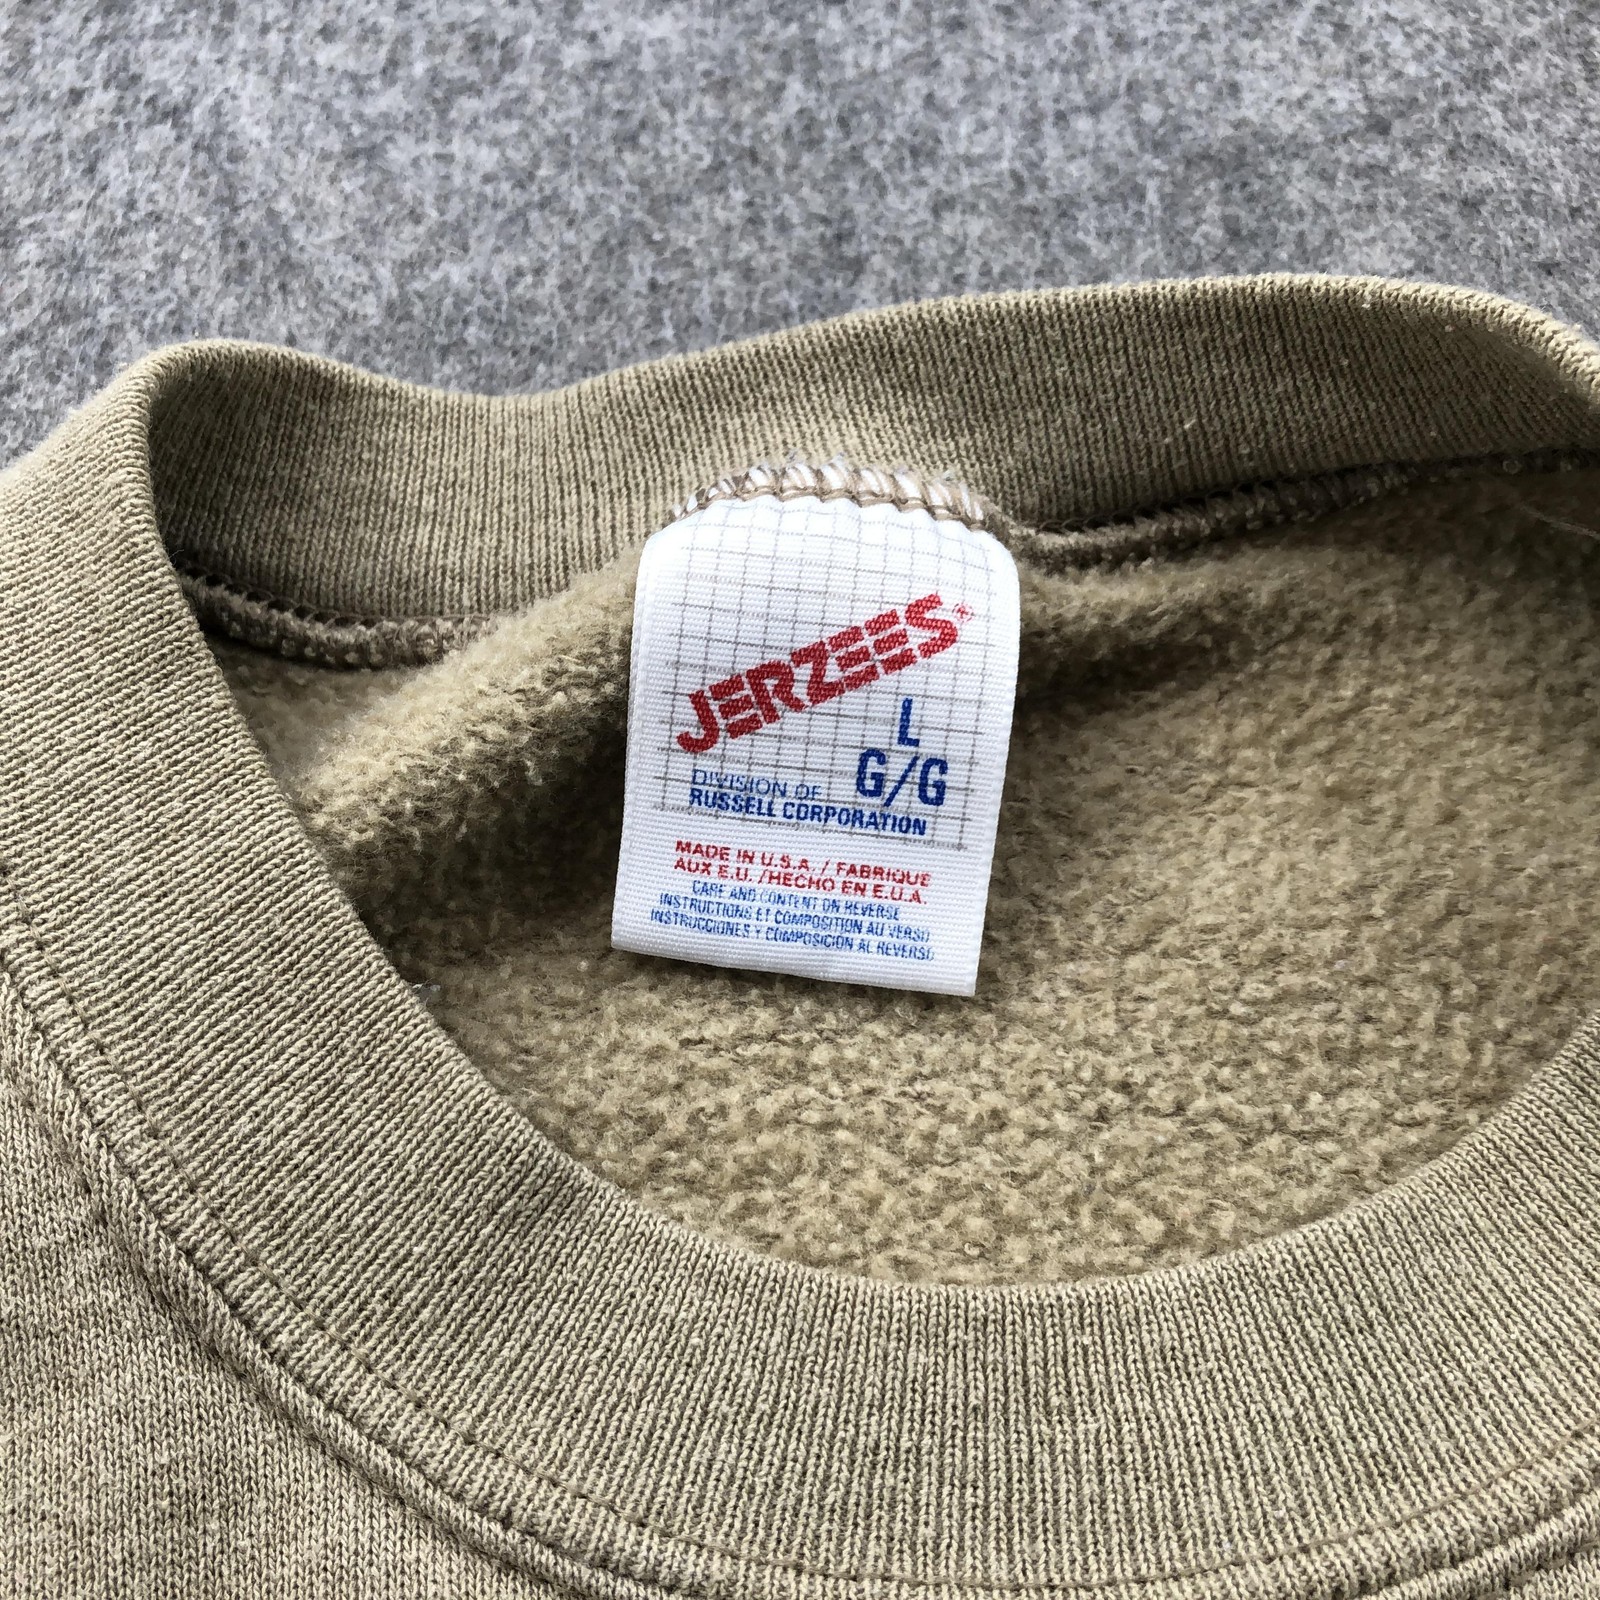 JERZEES
L
G/G
DIVISION OF
RUSSELL CORPORATION
MADE IN U.S.A. / FABRIQUE
AUX E.U. /HECHO EN E.U.A.
CARE AND CONTENT ON REVERSE
INSTRUCTIONS ET COMPOSITION AU VERSO
INSTRUCCIONES Y COMPOSICION AL REVERSO